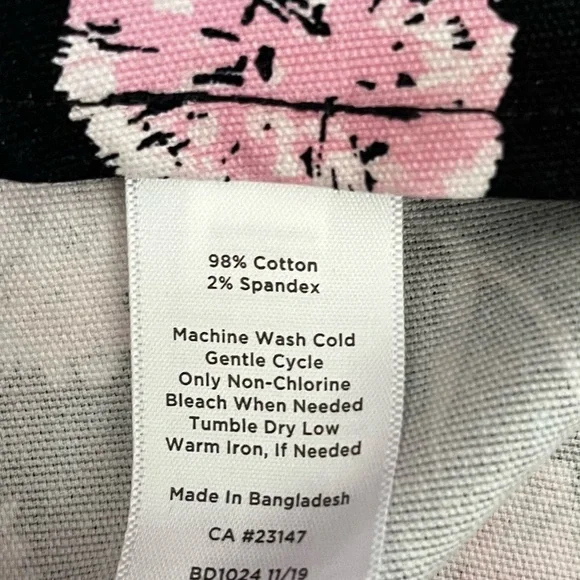 98% Cotton
2% Spandex
Machine Wash Cold
Gentle Cycle
Only Non-Chlorine
Bleach When Needed
Tumble Dry Low
Warm Iron, If Needed
Made In Bangladesh
CA #23147
BD1024 11/19